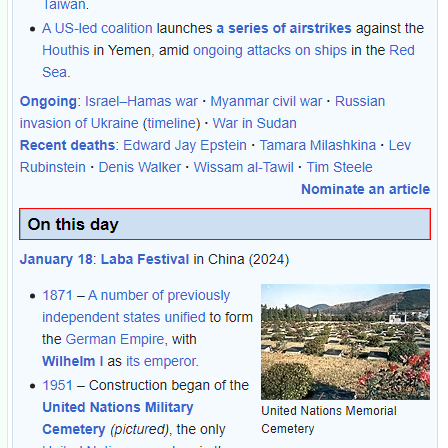 Taiwan.
• A US-led coalition launches a series of airstrikes against the
Houthis in Yemen, amid ongoing attacks on ships in the Red
Sea.
Ongoing: Israel–Hamas war · Myanmar civil war · Russian
invasion of Ukraine (timeline) · War in Sudan
Recent deaths: Edward Jay Epstein · Tamara Milashkina · Lev
Rubinstein · Denis Walker · Wissam al-Tawil · Tim Steele
Nominate an article
On this day
January 18: Laba Festival in China (2024)
• 1871 – A number of previously
independent states unified to form
the German Empire, with
Wilhelm I as its emperor.
• 1951 – Construction began of the
United Nations Military
Cemetery (pictured), the only
United Nations Memorial
Cemetery